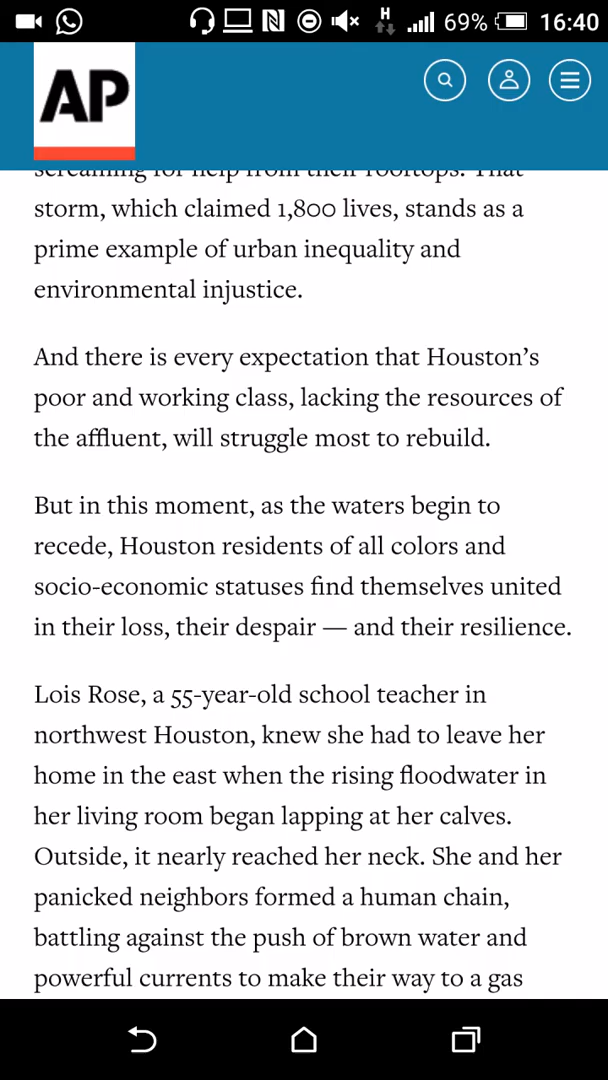 H
69%
16:40
AP
screaming for help from their rooftops. That
storm, which claimed 1,800 lives, stands as a
prime example of urban inequality and
environmental injustice.
And there is every expectation that Houston’s
poor and working class, lacking the resources of
the affluent, will struggle most to rebuild.
But in this moment, as the waters begin to
recede, Houston residents of all colors and
socio-economic statuses find themselves united
in their loss, their despair — and their resilience.
Lois Rose, a 55-year-old school teacher in
northwest Houston, knew she had to leave her
home in the east when the rising floodwater in
her living room began lapping at her calves.
Outside, it nearly reached her neck. She and her
panicked neighbors formed a human chain,
battling against the push of brown water and
powerful currents to make their way to a gas